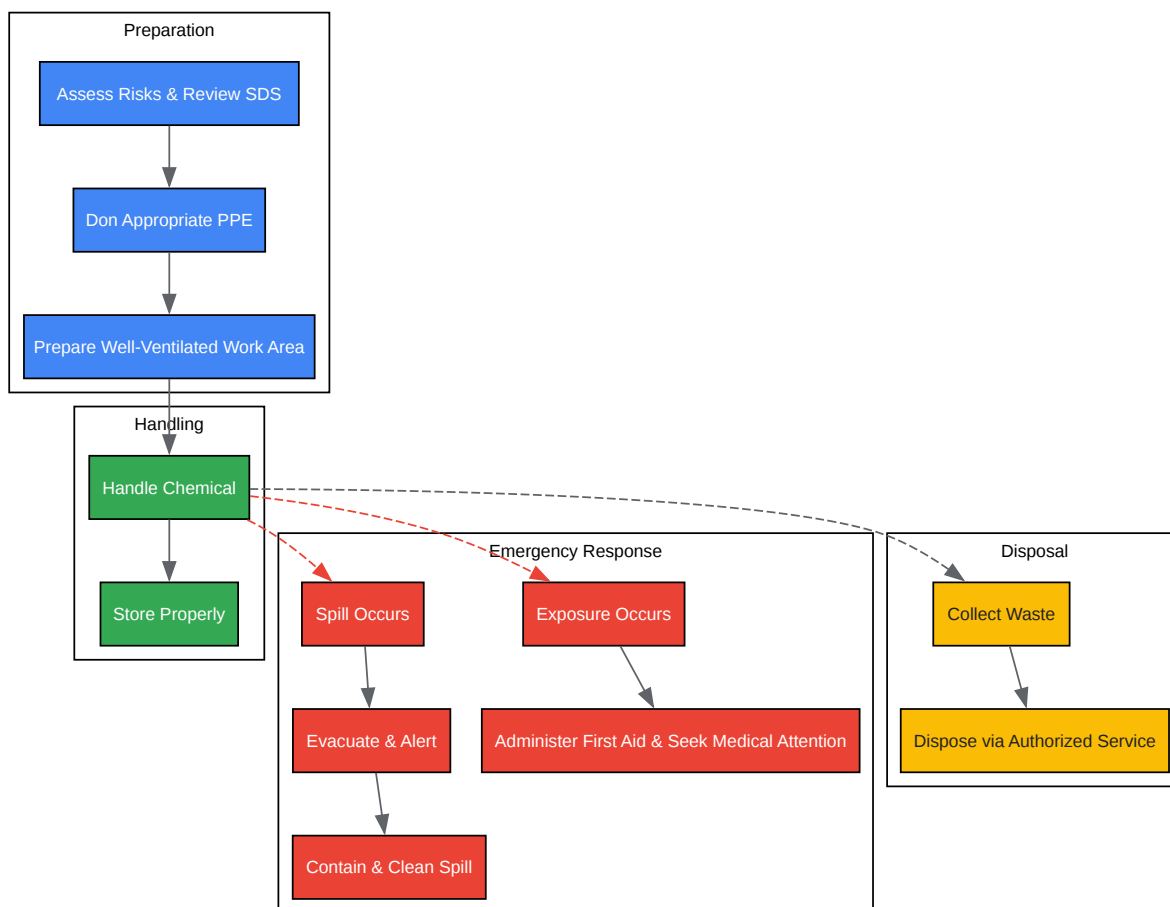 Preparation
Assess Risks & Review SDS
Don Appropriate PPE
Prepare Well-Ventilated Work Area
Handling
Handle Chemical
Store Properly
Emergency Response
Spill Occurs
Exposure Occurs
Evacuate & Alert
Administer First Aid & Seek Medical Attention
Contain & Clean Spill
Disposal
Collect Waste
Dispose via Authorized Service